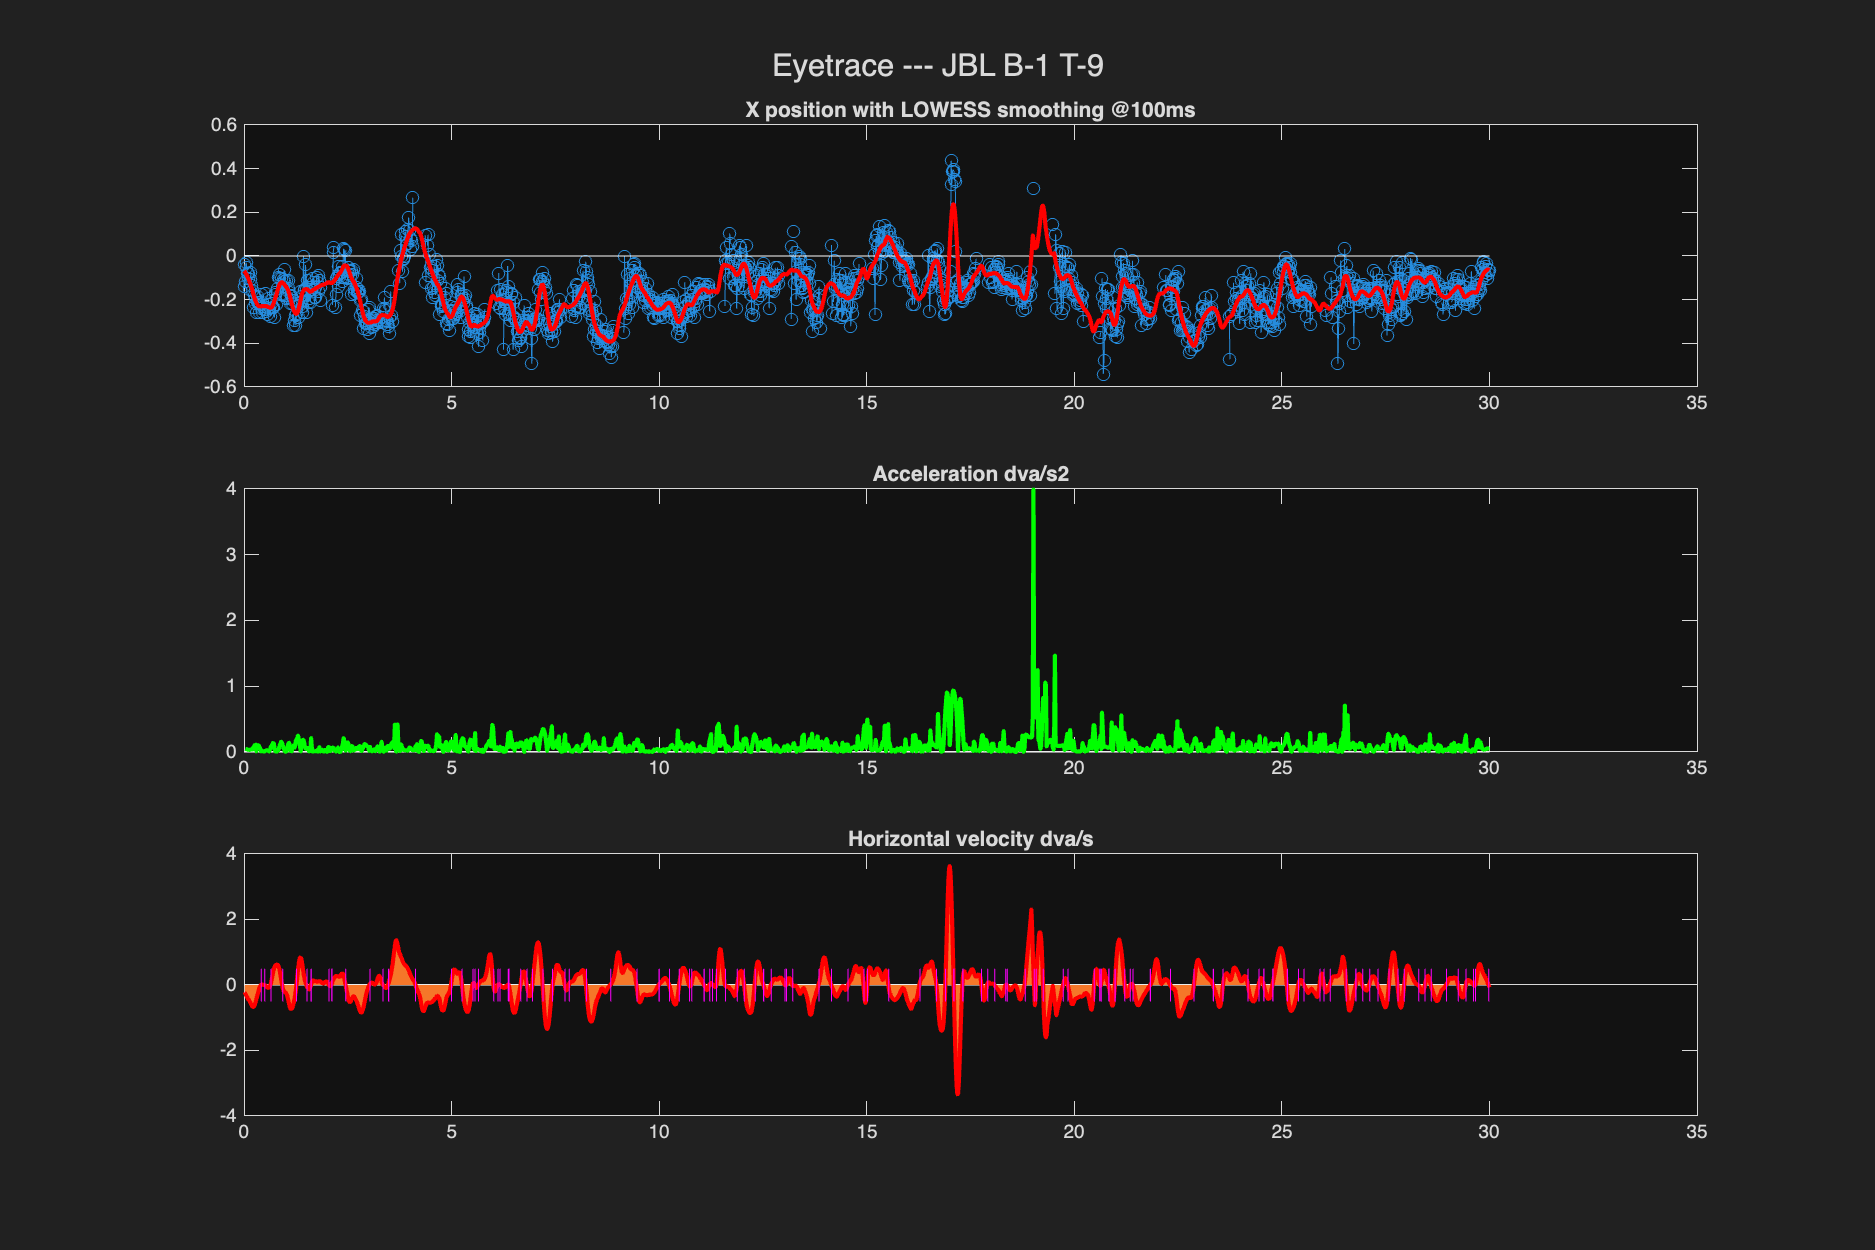 Eyetrace --- JBL B-1 T-9
X position with LOWESS smoothing @100ms
0.6
0.4
0.2
0
-0.2
-0.4
-0.6
0 5 10 15 20 25 30 35
Acceleration dva/s2
4
3
2
1
0
0 5 10 15 20 25 30 35
Horizontal velocity dva/s
4
2
0
-2
-4
0 5 10 15 20 25 30 35